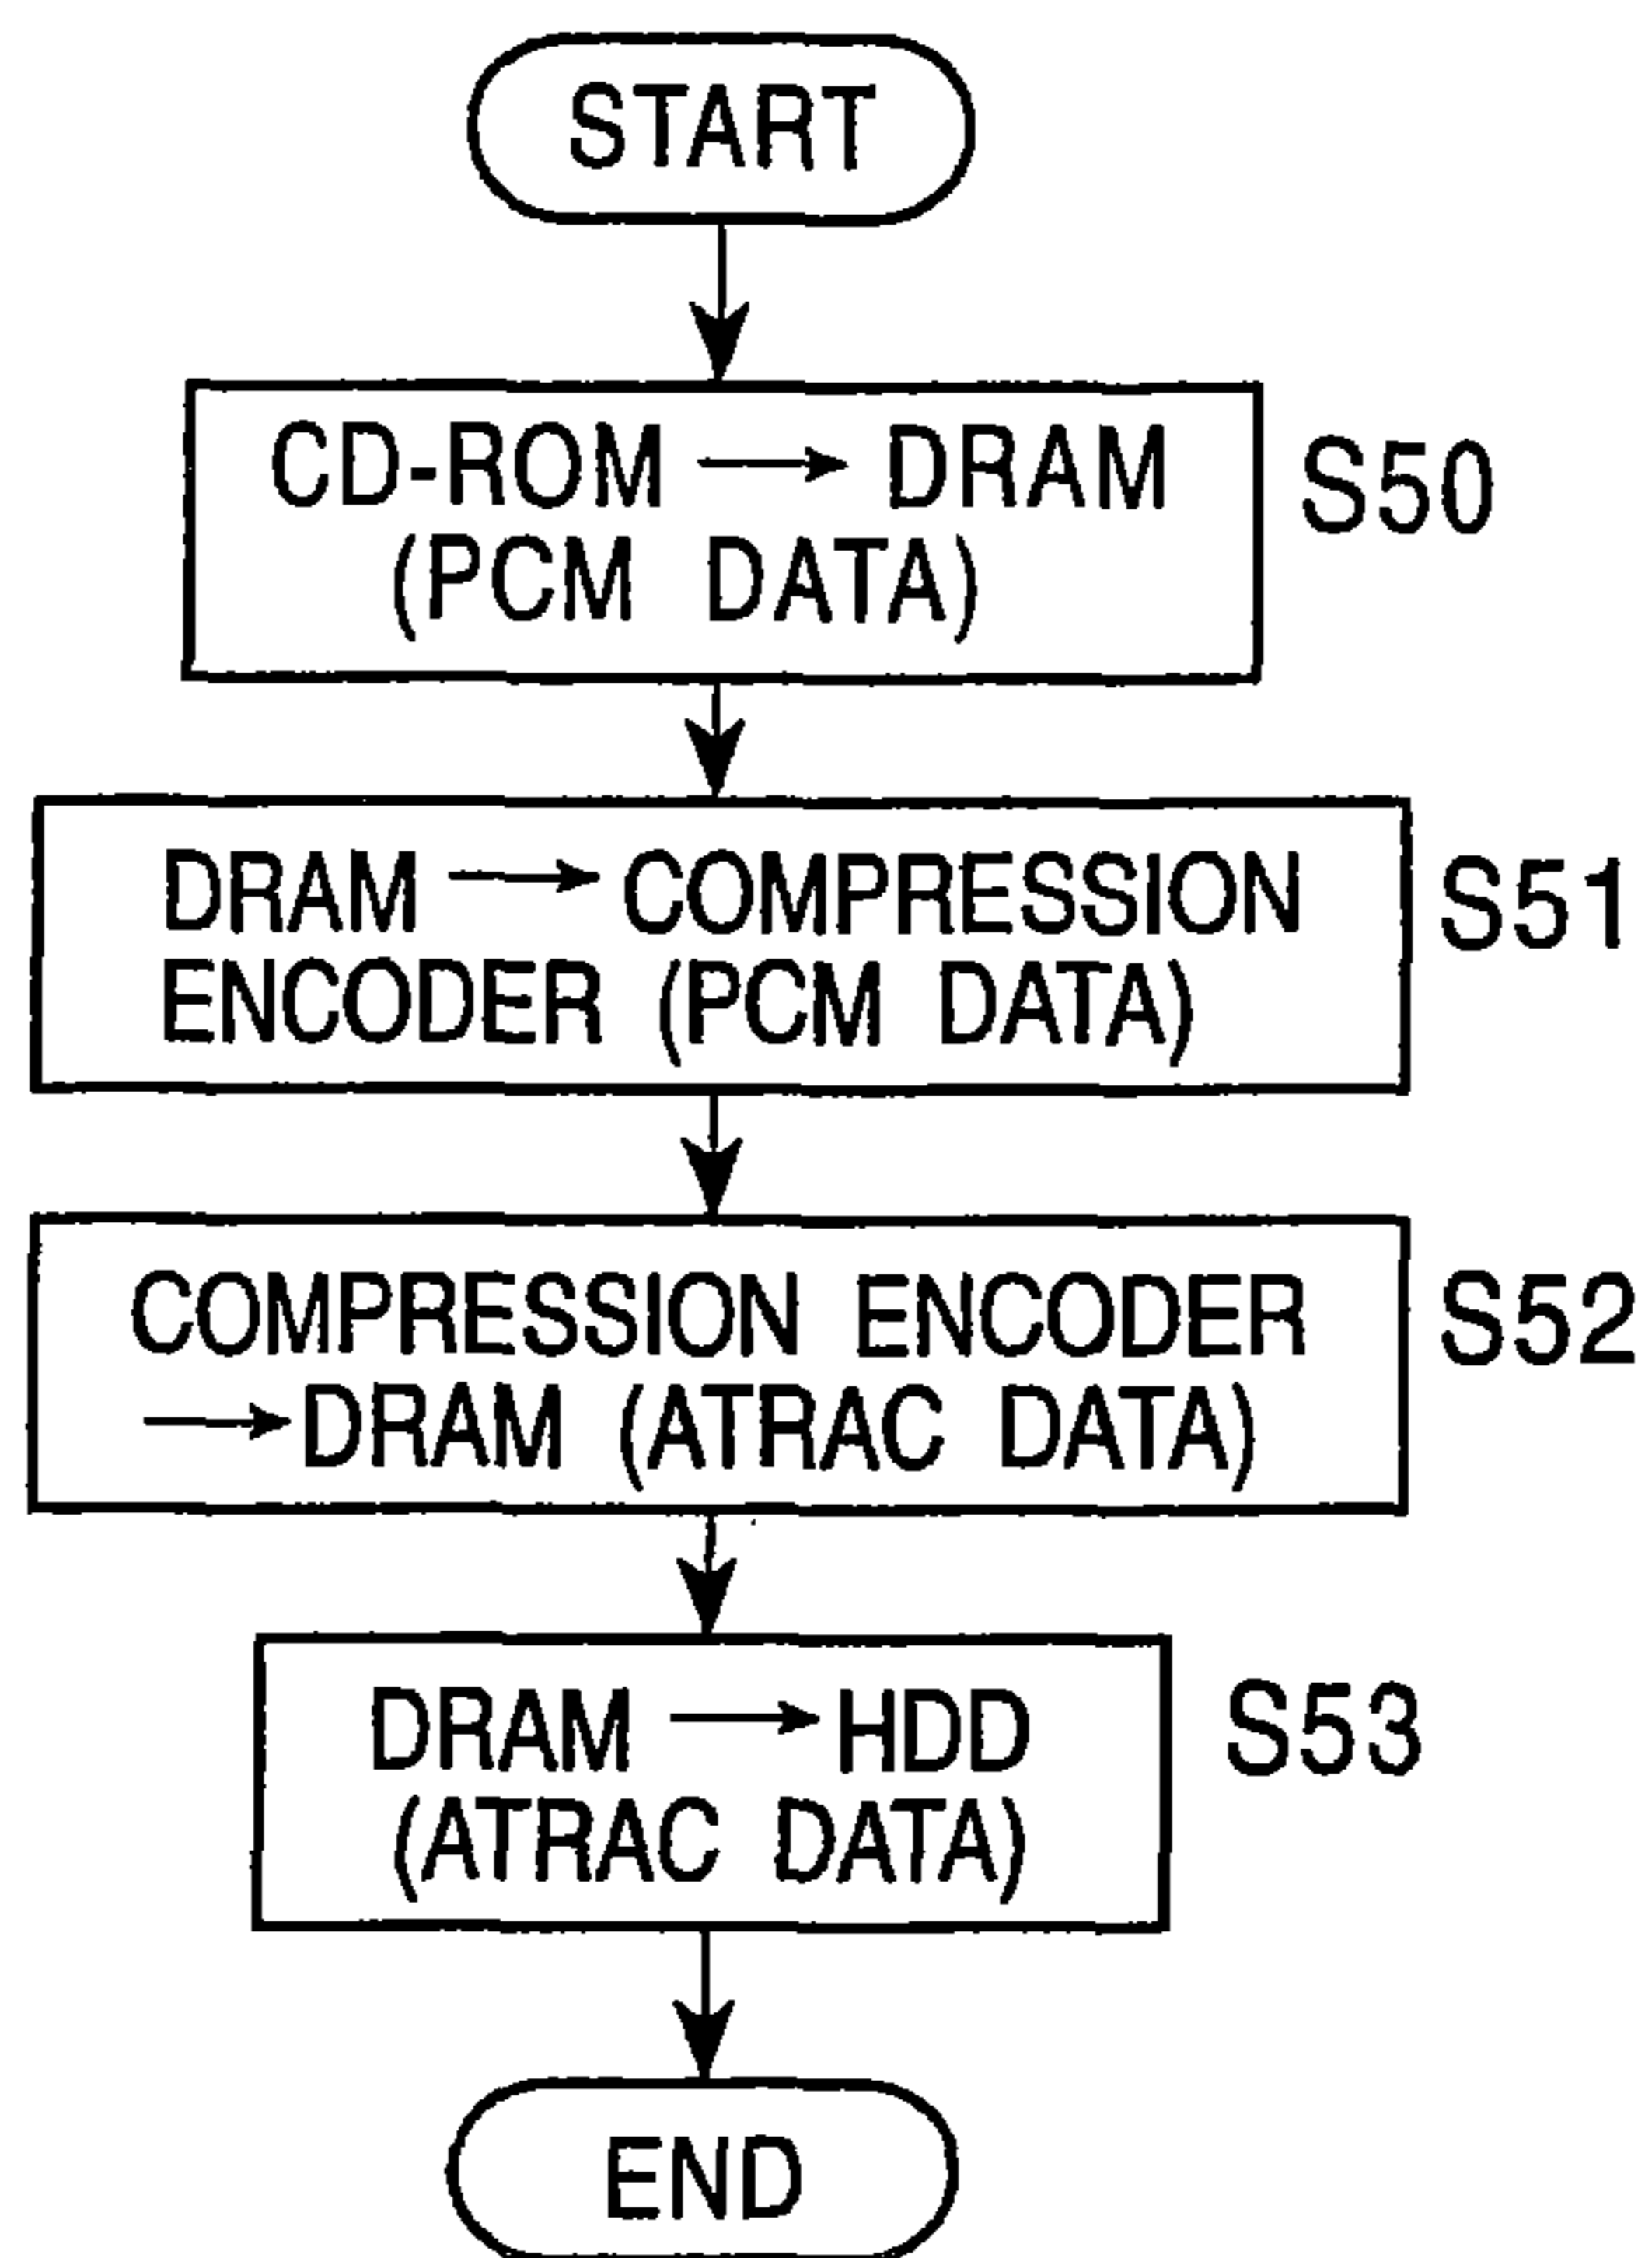 START
CD-ROM → DRAM
(PCM DATA)
S50
DRAM → COMPRESSION
ENCODER (PCM DATA)
S51
COMPRESSION ENCODER
→ DRAM (ATRAC DATA)
S52
DRAM → HDD
(ATRAC DATA)
S53
END